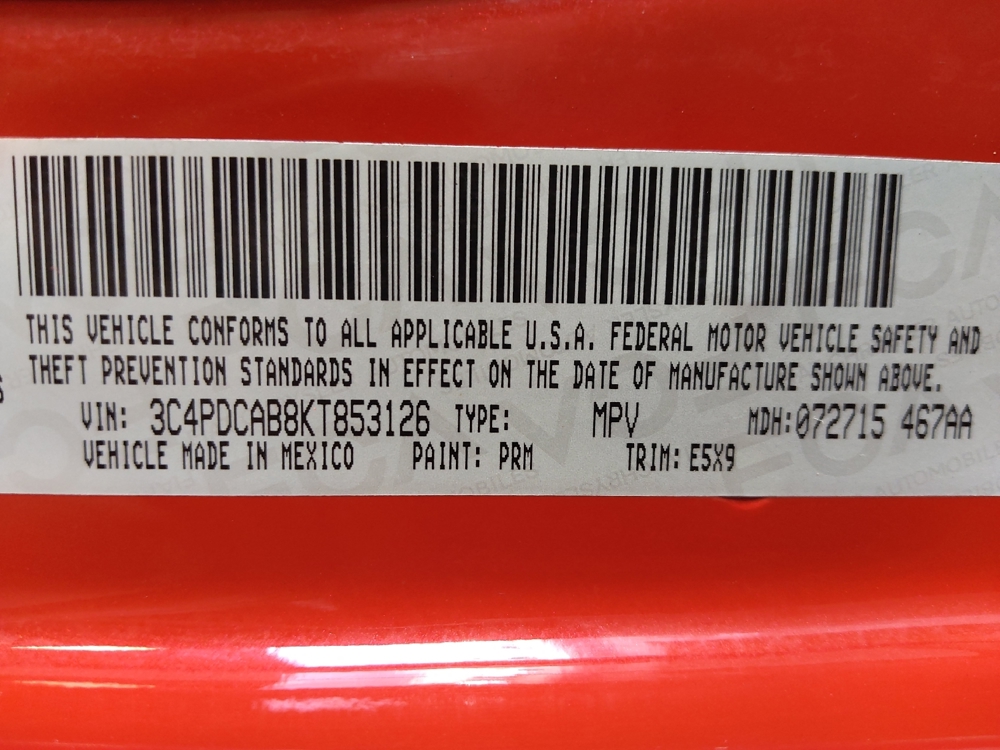 THIS VEHICLE CONFORMS TO ALL APPLICABLE U.S.A. FEDERAL MOTOR VEHICLE SAFETY AND
THEFT PREVENTION STANDARDS IN EFFECT ON THE DATE OF MANUFACTURE SHOWN ABOVE.
VIN: 3C4PDCAB8KT853126 TYPE: MPV MDH:072715 467AA
VEHICLE MADE IN MEXICO PAINT: PRM TRIM: E5X9